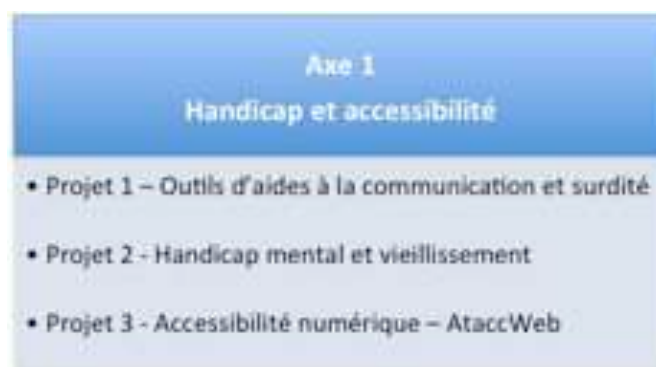 Axe 1
Handicap et accessibilité
• Projet 1 – Outils d'aides à la communication et surdité
• Projet 2 - Handicap mental et vieillissement
• Projet 3 - Accessibilité numérique – AtaccWeb